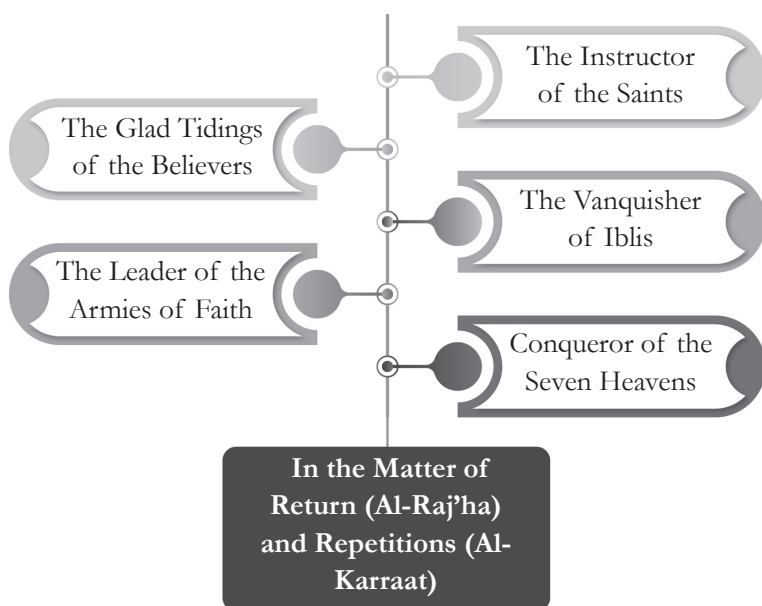 The Instructor
of the Saints
The Glad Tidings
of the Believers
The Vanquisher
of Iblis
The Leader of the
Armies of Faith
Conqueror of the
Seven Heavens
In the Matter of
Return (Al-Raj’ha)
and Repetitions (Al-
Karraat)